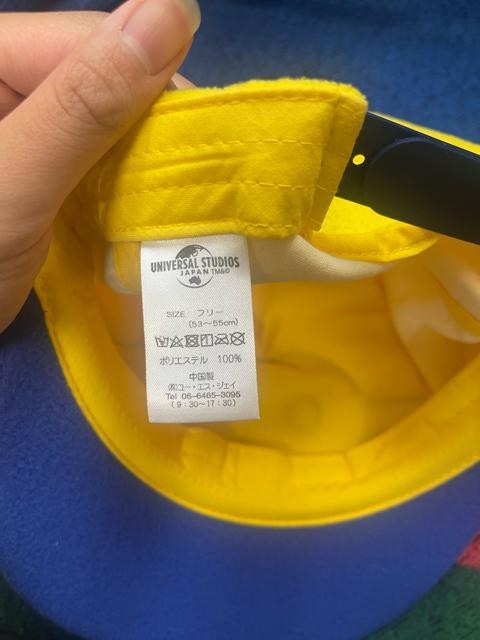 UNIVERSAL STUDIOS
JAPAN TM&©
SIZE フリー
(53～55cm)
ポリエステル 100%
中国製
㈲ユー・エス・ジェイ
Tel 06-6465-3095
(9:30～17:30)